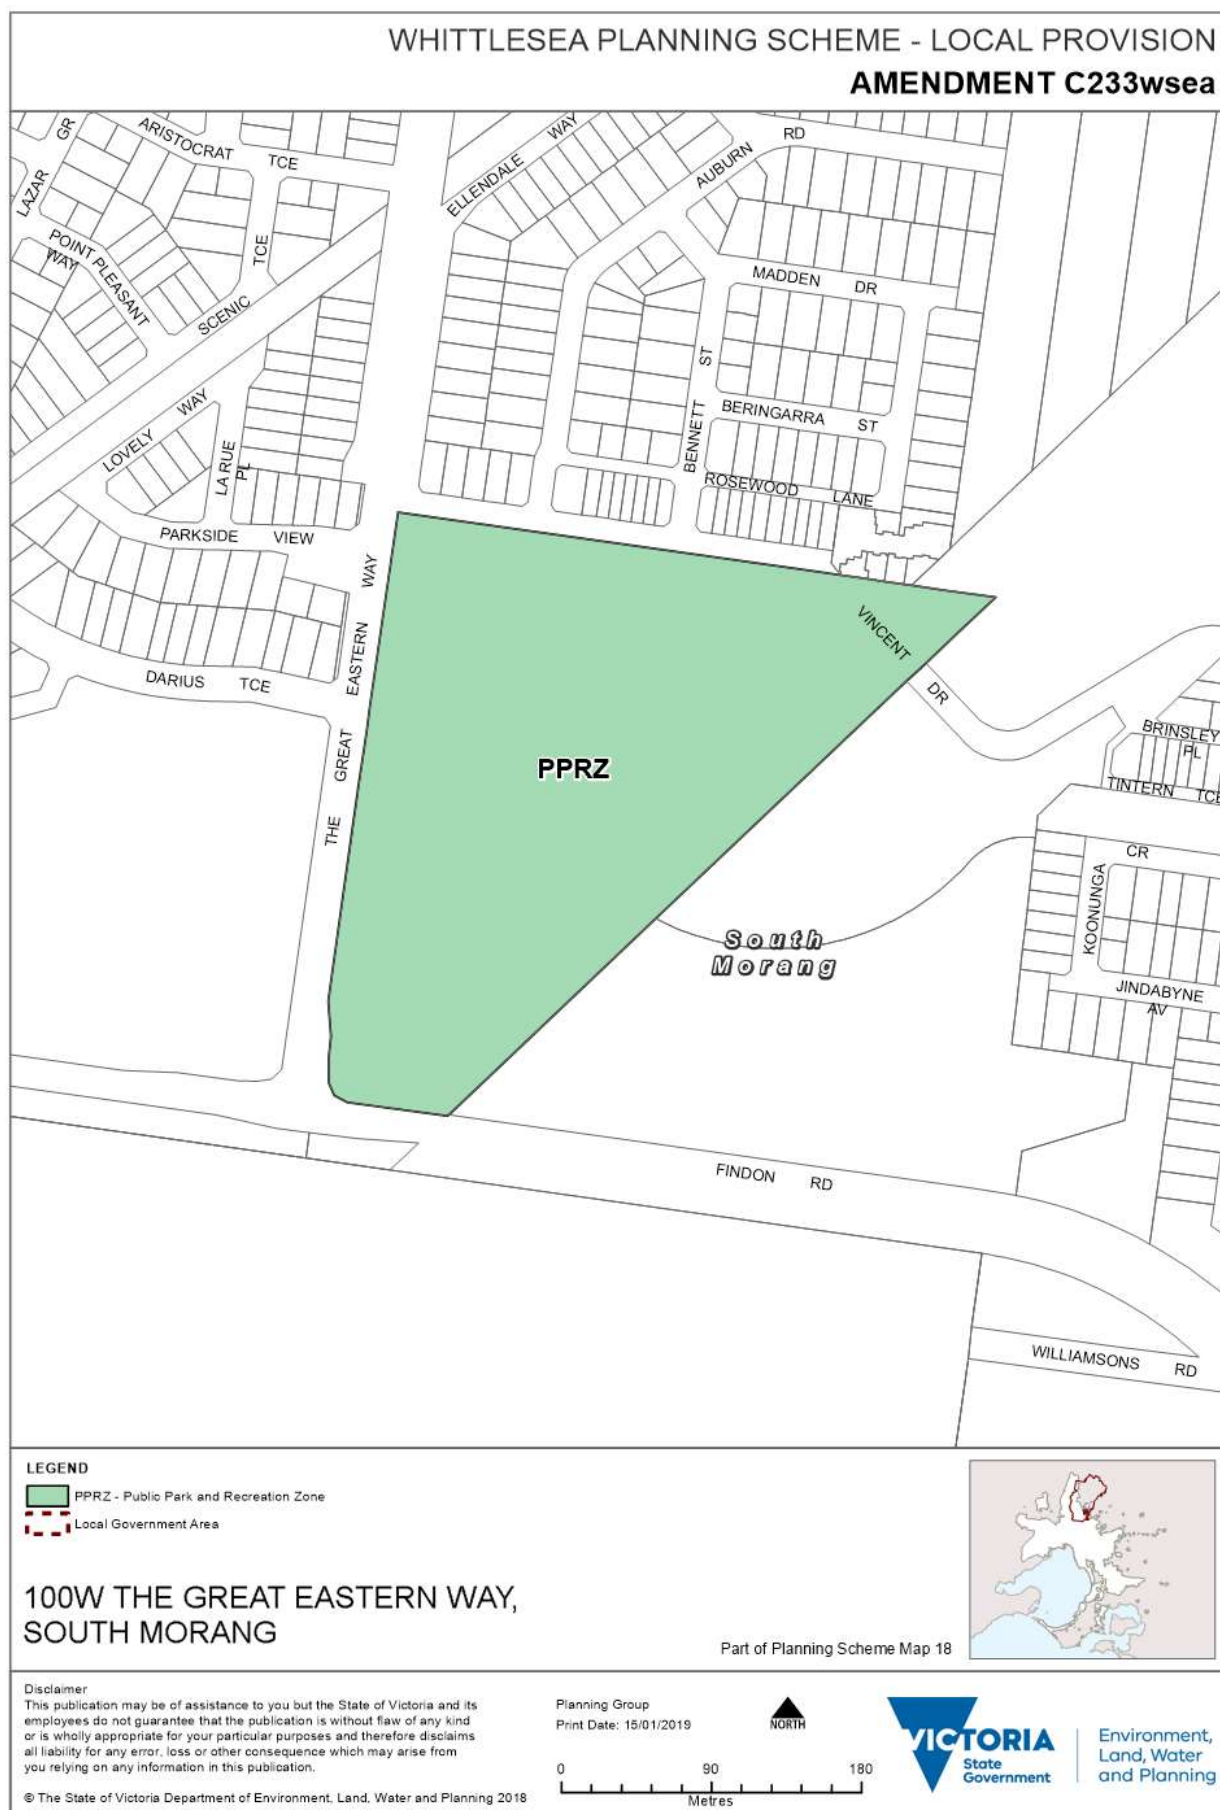 WHITTLESEA PLANNING SCHEME - LOCAL PROVISION
AMENDMENT C233wsea
LAZAR GR
ARISTOCRAT TCE
TCE
POINT PLEASANT
WAY
SCENIC
ELLENDALE WAY
AUBURN RD
MADDEN DR
BENNETT ST
BERINGARRA ST
ROSEWOOD LANE
LOVELY WAY
LA RUE
PL
PARKSIDE VIEW
DARIUS TCE
THE GREAT EASTERN WAY
VINCENT DR
PPRZ
BRINSLEY
PL
TINTERN TCE
CR
KOONUNGA
JINDABYNE
AV
South
Morang
FINDON RD
WILLIAMSONS RD
LEGEND
PPRZ - Public Park and Recreation Zone
Local Government Area
100W THE GREAT EASTERN WAY,
SOUTH MORANG
Part of Planning Scheme Map 18
Disclaimer
This publication may be of assistance to you but the State of Victoria and its
employees do not guarantee that the publication is without flaw of any kind
or is wholly appropriate for your particular purposes and therefore disclaims
all liability for any error, loss or other consequence which may arise from
you relying on any information in this publication.
© The State of Victoria Department of Environment, Land, Water and Planning 2018
Planning Group
Print Date: 15/01/2019
NORTH
0 90 180
Metres
VICTORIA
State
Government
Environment,
Land, Water
and Planning